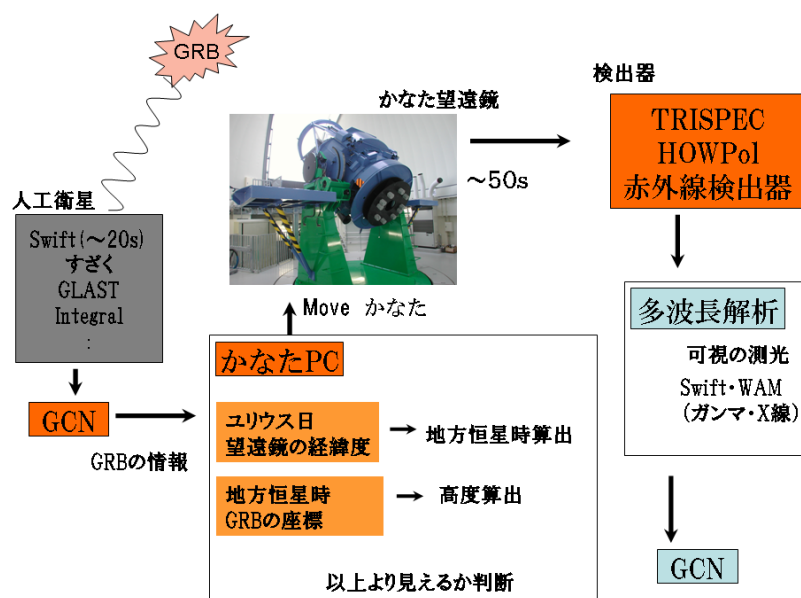 GRB
人工衛星
Swift(～20s)
すざく
GLAST
Integral
:
GCN
GRBの情報
かなた望遠鏡
～50s
Move かなた
かなたPC
ユリウス日
望遠鏡の経緯度
地方恒星時算出
地方恒星時
GRBの座標
高度算出
以上より見えるか判断
検出器
TRISPEC
HOWPol
赤外線検出器
多波長解析
可視の測光
Swift・WAM
(ガンマ・X線)
GCN